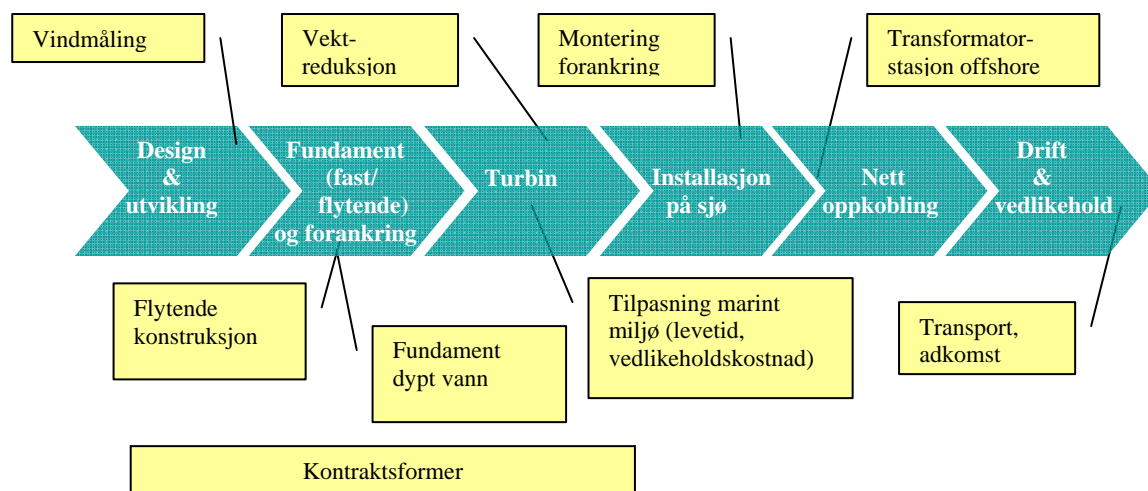 Vindmåling
Vekt-
reduksjon
Montering
forankring
Transformator-
stasjon offshore
Design
&
utvikling
Fundament
(fast/
flytende)
og forankring
Turbin
Installasjon
på sjø
Nett
oppkobling
Drift
&
vedlikehold
Flytende
konstruksjon
Fundament
dypt vann
Tilpasning marint
miljø (levetid,
vedlikeholdskostnad)
Transport,
adkomst
Kontraktsformer